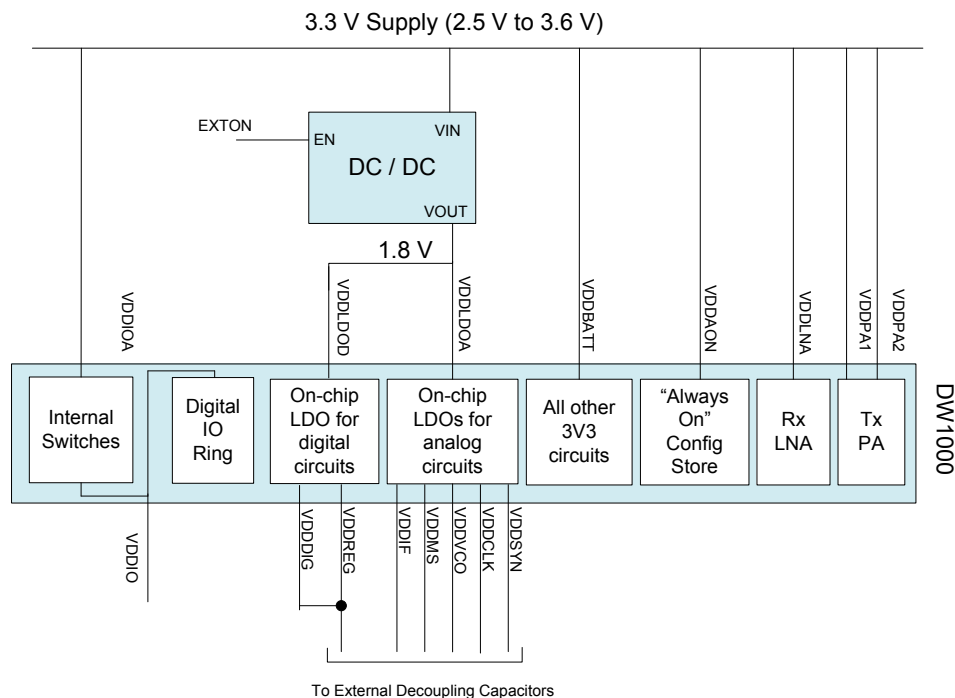 3.3 V Supply (2.5 V to 3.6 V)
EXTON
EN
VIN
DC / DC
VOUT
1.8 V
VDDIOA
VDDLDOD
VDDLDOA
VDDBATT
VDDAON
VDDLNA
VDDPA1
VDDPA2
Internal
Switches
Digital
IO
Ring
On-chip
LDO for
digital
circuits
On-chip
LDOs for
analog
circuits
All other
3V3
circuits
“Always
On”
Config
Store
Rx
LNA
Tx
PA
DW1000
VDDIO
VDDDIG
VDDREG
VDDIF
VDDMS
VDDVCO
VDDCLK
VDDSYN
To External Decoupling Capacitors